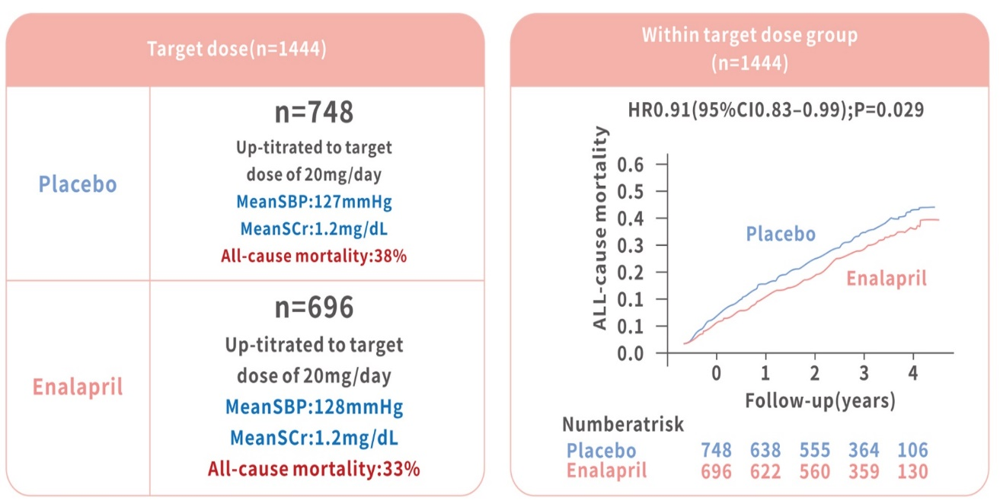 Target dose(n=1444)
Placebo
n=748
Up-titrated to target
dose of 20mg/day
MeanSBP:127mmHg
MeanSCr:1.2mg/dL
All-cause mortality:38%
Enalapril
n=696
Up-titrated to target
dose of 20mg/day
MeanSBP:128mmHg
MeanSCr:1.2mg/dL
All-cause mortality:33%
Within target dose group
(n=1444)
HR0.91(95%CI0.83–0.99);P=0.029
ALL-cause mortality
0.6
0.5
0.4
0.3
0.2
0.1
0.1
0.0
Placebo
Enalapril
0 1 2 3 4
Follow-up(years)
Numberatrisk
Placebo 748 638 555 364 106
Enalapril 696 622 560 359 130